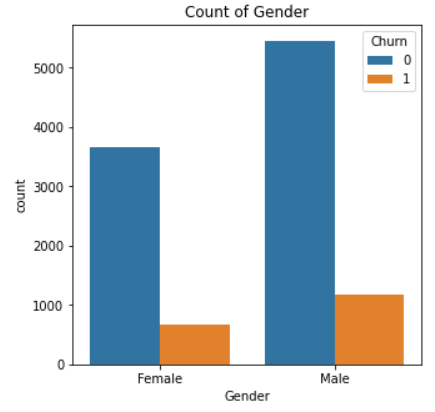 Count of Gender
Churn
0
1
5000
4000
3000
2000
1000
0
count
Female
Male
Gender